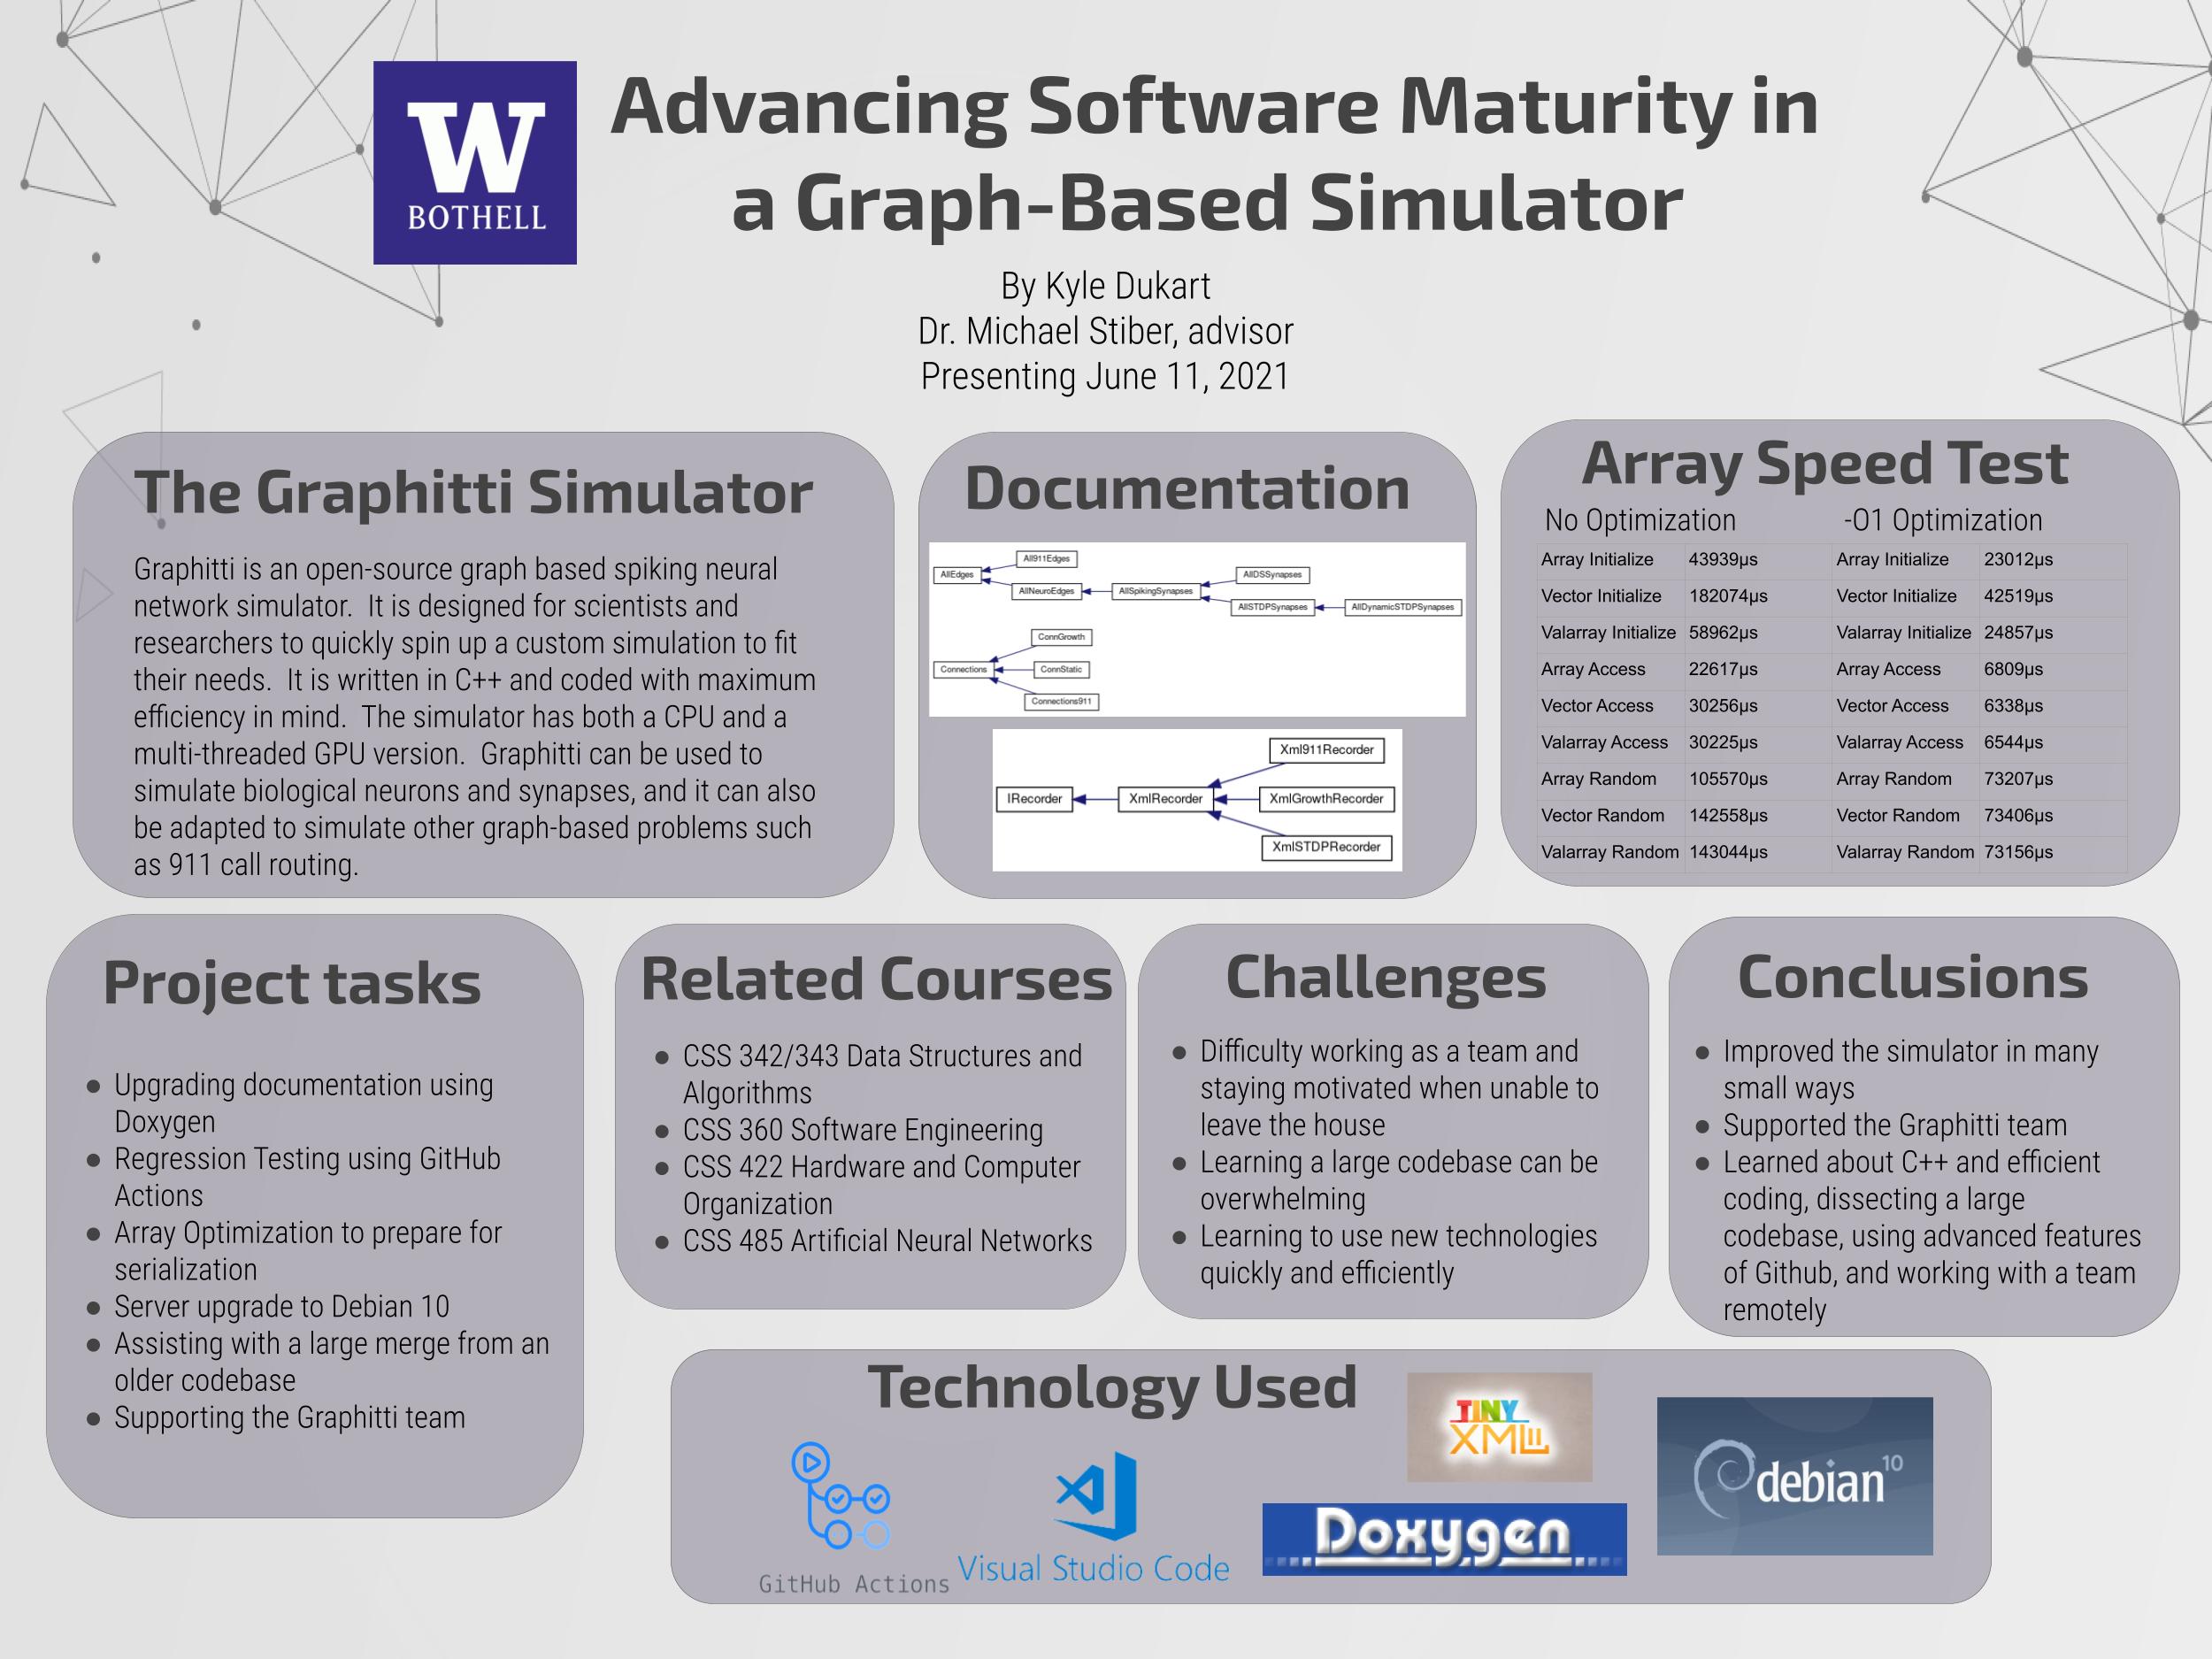 W
BOTHELL
Advancing Software Maturity in
a Graph-Based Simulator
By Kyle Dukart
Dr. Michael Stiber, advisor
Presenting June 11, 2021
The Graphitti Simulator
Graphitti is an open-source graph based spiking neural
network simulator. It is designed for scientists and
researchers to quickly spin up a custom simulation to fit
their needs. It is written in C++ and coded with maximum
efficiency in mind. The simulator has both a CPU and a
multi-threaded GPU version. Graphitti can be used to
simulate biological neurons and synapses, and it can also
be adapted to simulate other graph-based problems such
as 911 call routing.
Documentation
All911Edges
AllEdges
AllDSSynapses
AllNeuroEdges
AllSpikingSynapses
AllSTDPSynapses
AllDynamicSTDPSynapses
ConnGrowth
Connections
ConnStatic
Connections911
Xml911Recorder
IRecorder
XmlRecorder
XmlGrowthRecorder
XmlSTDPRecorder
Array Speed Test
No Optimization -O1 Optimization
Array Initialize 43939µs Array Initialize 23012µs
Vector Initialize 182074µs Vector Initialize 42519µs
Valarray Initialize 58962µs Valarray Initialize 24857µs
Array Access 22617µs Array Access 6809µs
Vector Access 30256µs Vector Access 6338µs
Valarray Access 30225µs Valarray Access 6544µs
Array Random 105570µs Array Random 73207µs
Vector Random 142558µs Vector Random 73406µs
Valarray Random 143044µs Valarray Random 73156µs
Project tasks
● Upgrading documentation using
Doxygen
● Regression Testing using GitHub
Actions
● Array Optimization to prepare for
serialization
● Server upgrade to Debian 10
● Assisting with a large merge from an
older codebase
● Supporting the Graphitti team
Related Courses
● CSS 342/343 Data Structures and
Algorithms
● CSS 360 Software Engineering
● CSS 422 Hardware and Computer
Organization
● CSS 485 Artificial Neural Networks
Challenges
● Difficulty working as a team and
staying motivated when unable to
leave the house
● Learning a large codebase can be
overwhelming
● Learning to use new technologies
quickly and efficiently
Conclusions
● Improved the simulator in many
small ways
● Supported the Graphitti team
● Learned about C++ and efficient
coding, dissecting a large
codebase, using advanced features
of Github, and working with a team
remotely
Technology Used
GitHub Actions
Visual Studio Code
TINY
XML
Doxygen
debian 10